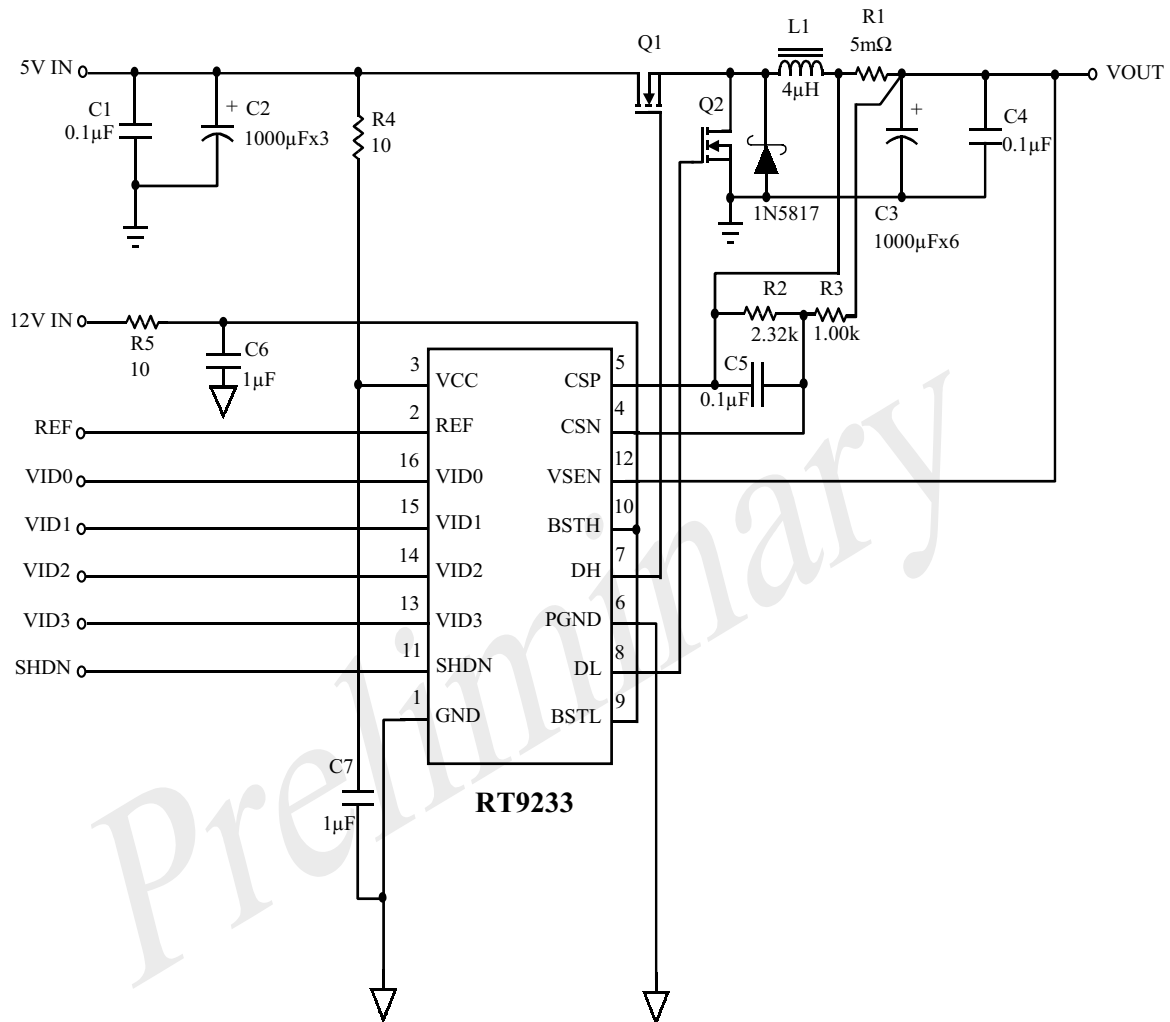 L1
R1
5mΩ
Q1
5V IN
VOUT
4µH
Q2
C1
0.1µF
+
C2
1000µFx3
R4
10
+
C4
0.1µF
1N5817
C3
1000µFx6
R2
R3
12V IN
2.32k
1.00k
R5
10
C6
1µF
C5
0.1µF
3
VCC
CSP
5
REF
2
REF
CSN
4
VID0
16
VID0
VSEN
12
VID1
15
VID1
BSTH
10
VID2
14
VID2
DH
7
VID3
13
VID3
PGND
6
SHDN
11
SHDN
DL
8
1
GND
BSTL
9
C7
1µF
RT9233
Preliminary